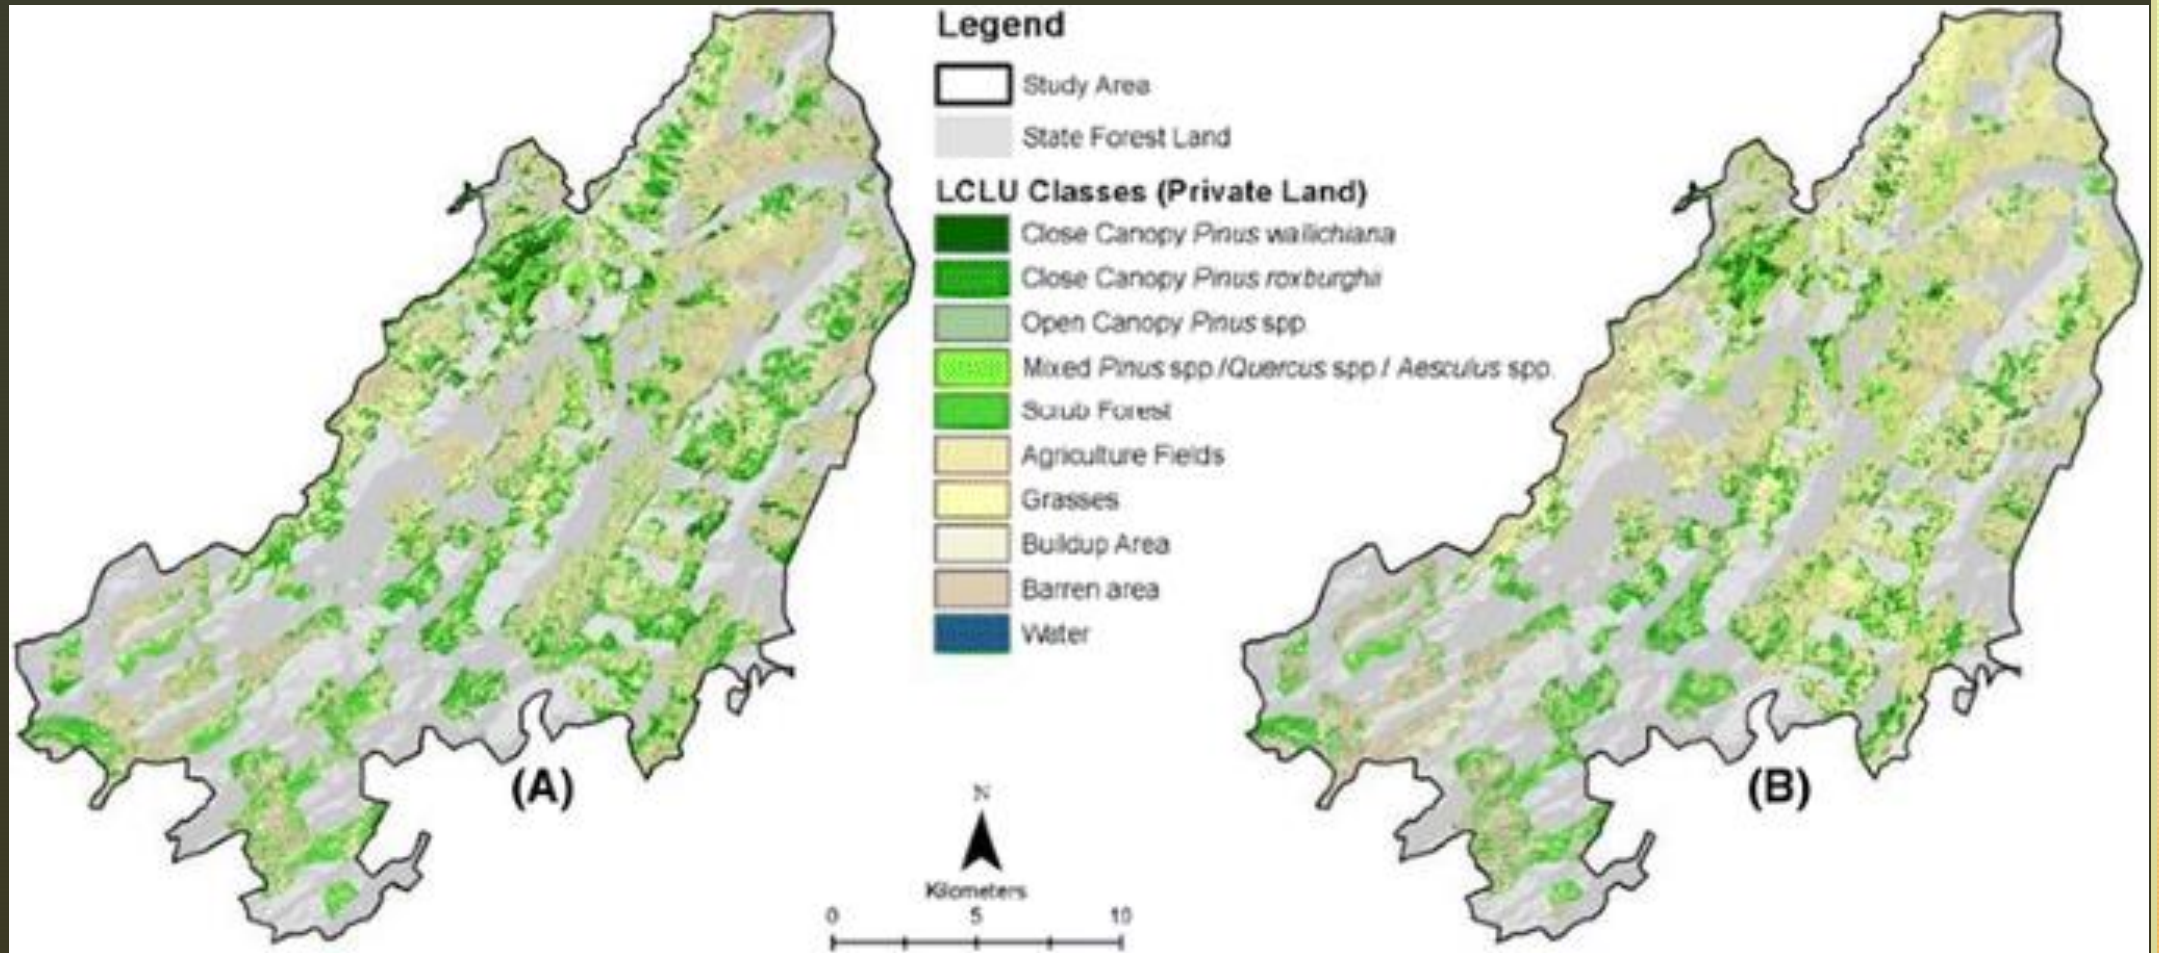 Legend
Study Area
State Forest Land
LCLU Classes (Private Land)
Close Canopy Pinus wallichiana
Close Canopy Pinus roxburghii
Open Canopy Pinus spp.
Mixed Pinus spp./Quercus spp./ Aesculus spp.
Scrub Forest
Agriculture Fields
Grasses
Buildup Area
Barren area
Water
(A)
(B)
N
Kilometers
0 5 10